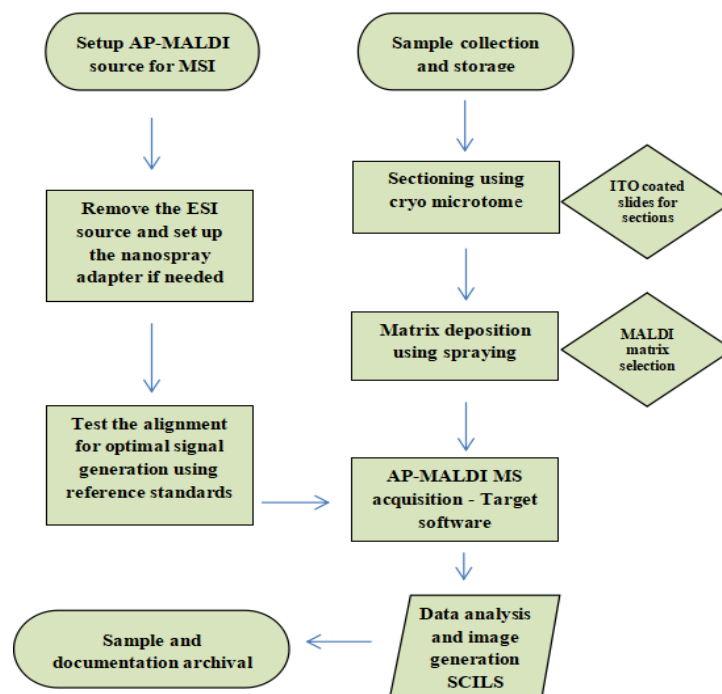 Setup AP-MALDI
source for MSI
Remove the ESI
source and set up
the nanospray
adapter if needed
Test the alignment
for optimal signal
generation using
reference standards
Sample collection
and storage
Sectioning using
cryo microtome
ITO coated
slides for
sections
Matrix deposition
using spraying
MALDI
matrix
selection
AP-MALDI MS
acquisition - Target
software
Data analysis
and image
generation
SCILS
Sample and
documentation archival